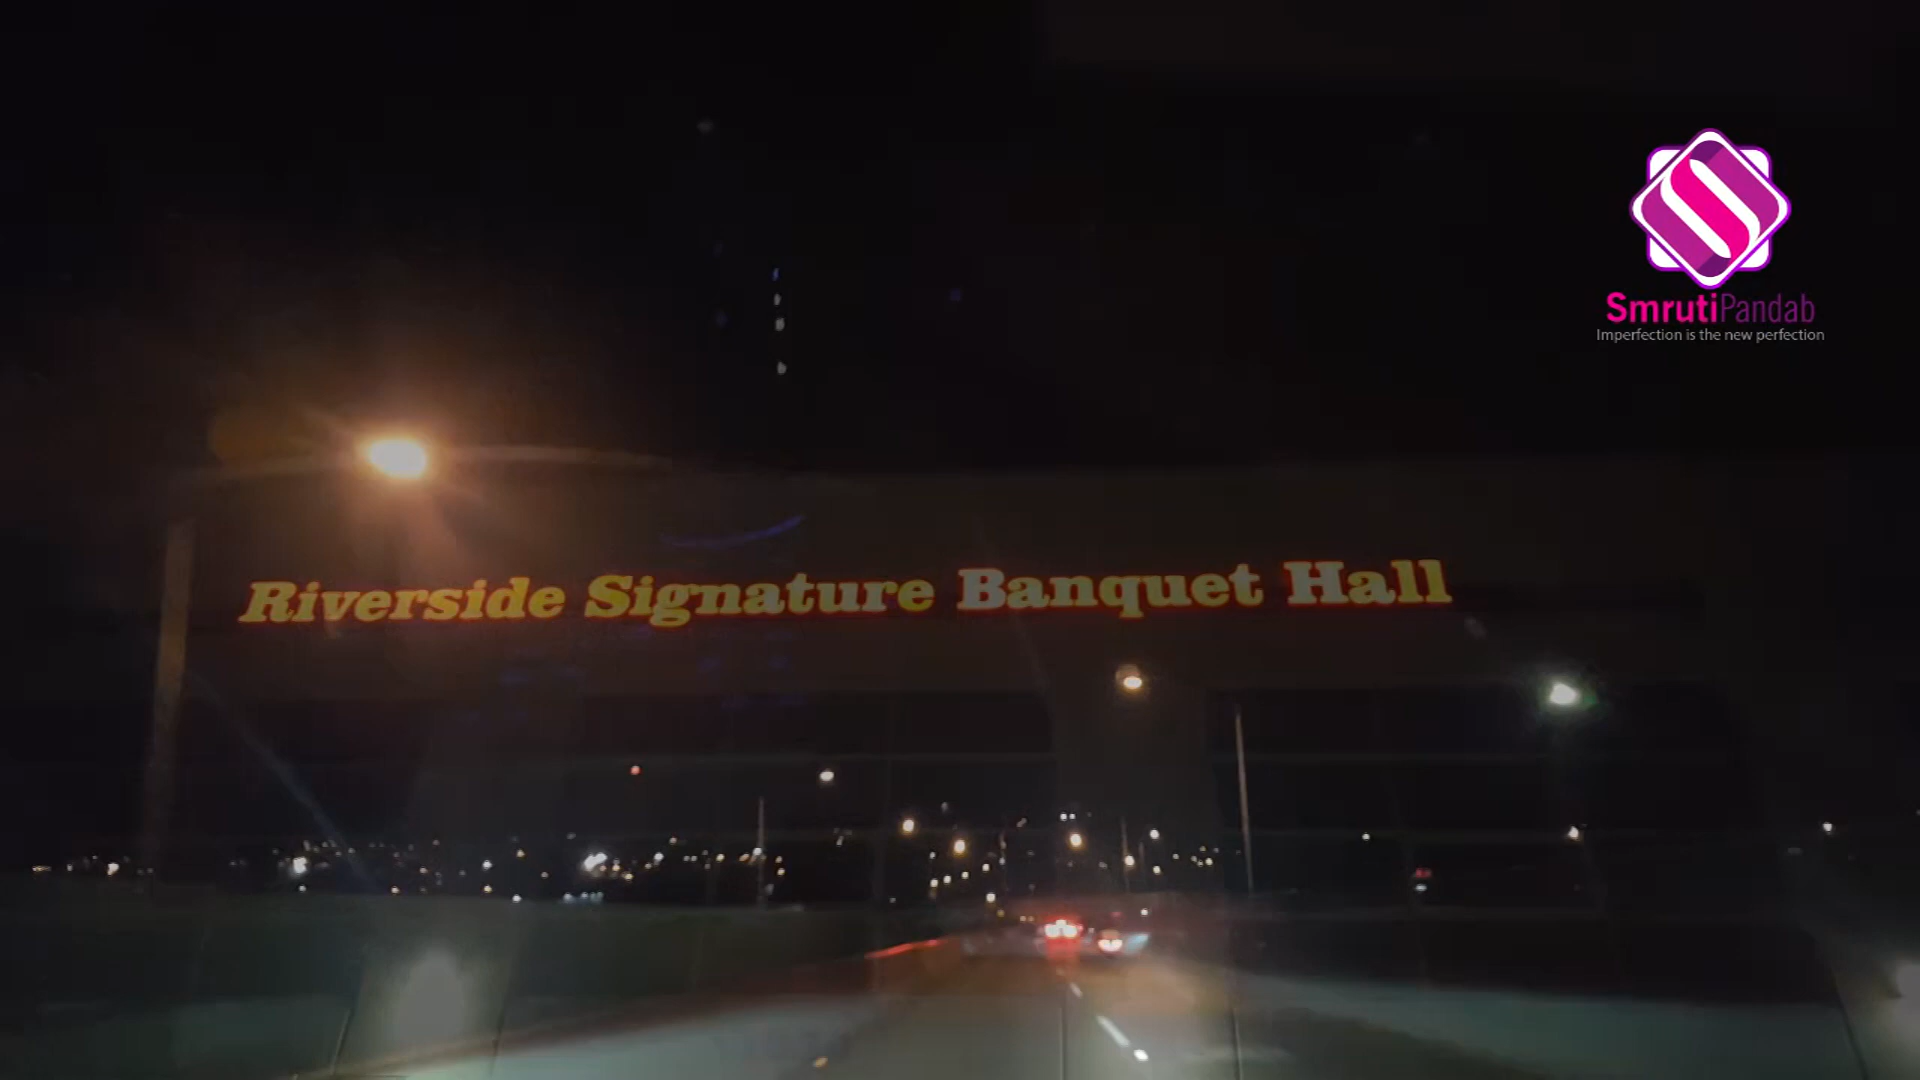 SmrutiPandab
Imperfection is the new perfection
Riverside Signature Banquet Hall